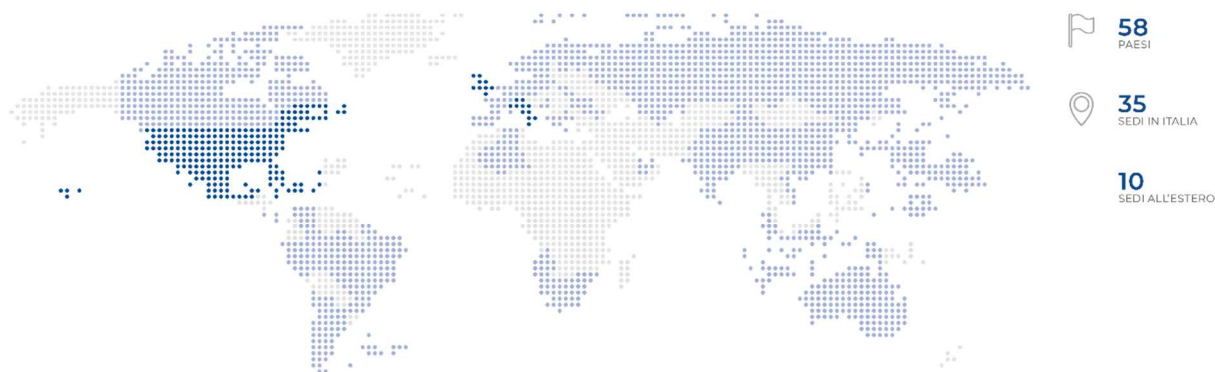 58
PAESI
35
SEDI IN ITALIA
10
SEDI ALL'ESTERO